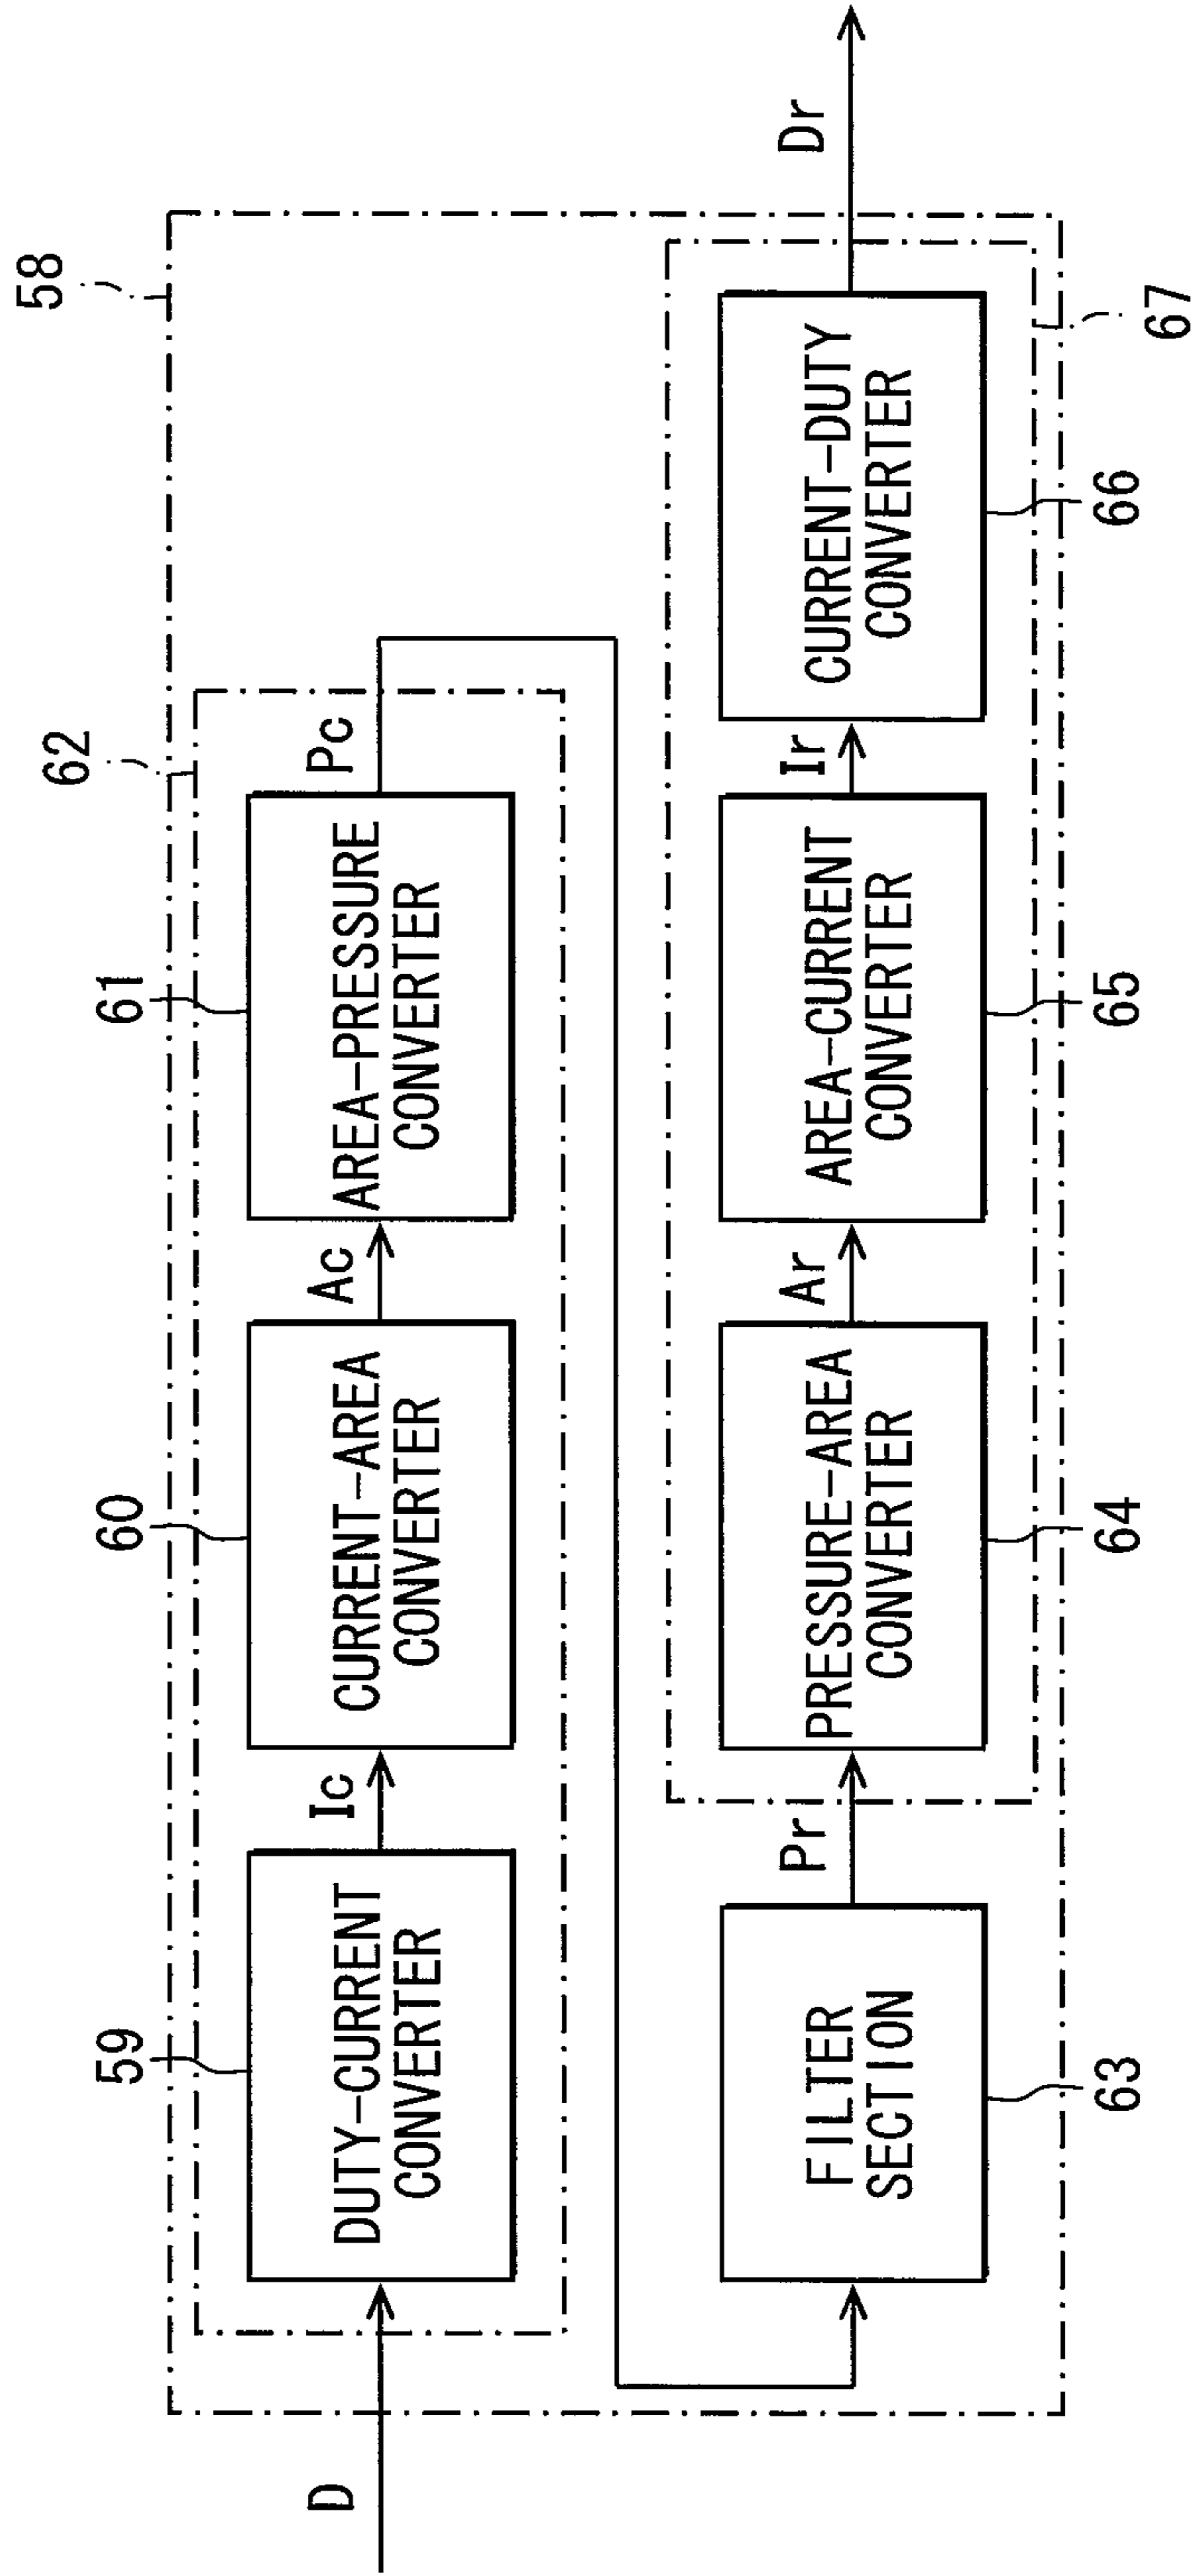 58
62
59
60
61
D
DUTY-CURRENT
CONVERTER
Ic
CURRENT-AREA
CONVERTER
Ac
AREA-PRESSURE
CONVERTER
Pc
FILTER
SECTION
Pr
PRESSURE-AREA
CONVERTER
Ar
AREA-CURRENT
CONVERTER
Ir
CURRENT-DUTY
CONVERTER
Dr
63
64
65
66
67